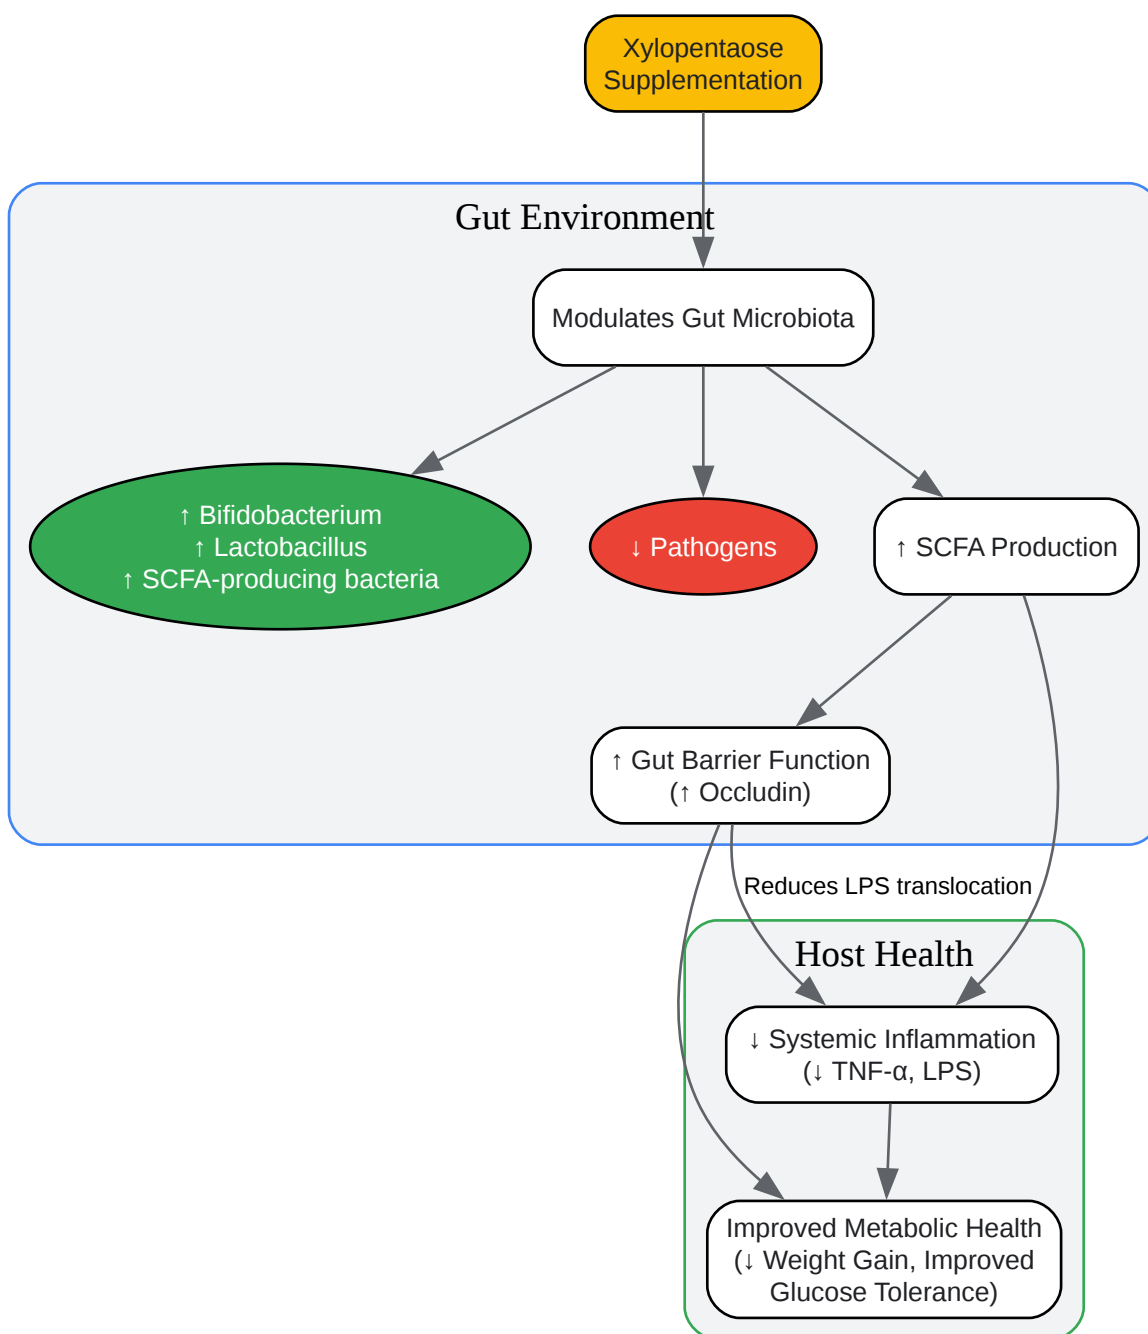 Xylopentaose
Supplementation
Gut Environment
Modulates Gut Microbiota
↑ Bifidobacterium
↑ Lactobacillus
↑ SCFA-producing bacteria
↓ Pathogens
↑ SCFA Production
↑ Gut Barrier Function
(↑ Occludin)
Reduces LPS translocation
Host Health
↓ Systemic Inflammation
(↓ TNF-α, LPS)
Improved Metabolic Health
(↓ Weight Gain, Improved
Glucose Tolerance)